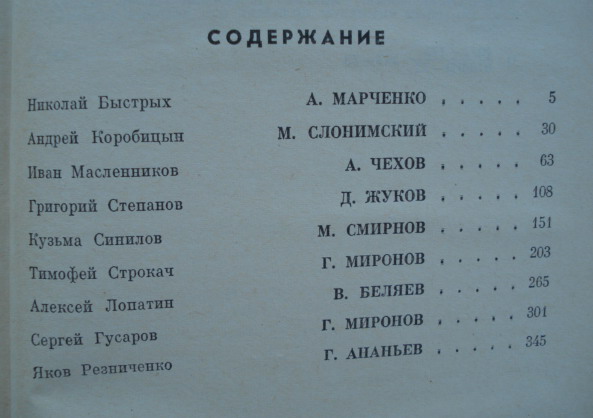 СОДЕРЖАНИЕ
Николай Быстрых А. МАРЧЕНКО . . . . . 5
Андрей Коробицын М. СЛОНИМСКИЙ . . . . . 30
Иван Масленников А. ЧЕХОВ . . . . . 63
Григорий Степанов Д. ЖУКОВ . . . . . 108
Кузьма Синилов М. СМИРНОВ . . . . . 151
Тимофей Строкач Г. МИРОНОВ . . . . . 203
Алексей Лопатин В. БЕЛЯЕВ . . . . . 265
Сергей Гусаров Г. МИРОНОВ . . . . . 301
Яков Резниченко Г. АНАНЬЕВ . . . . . 345